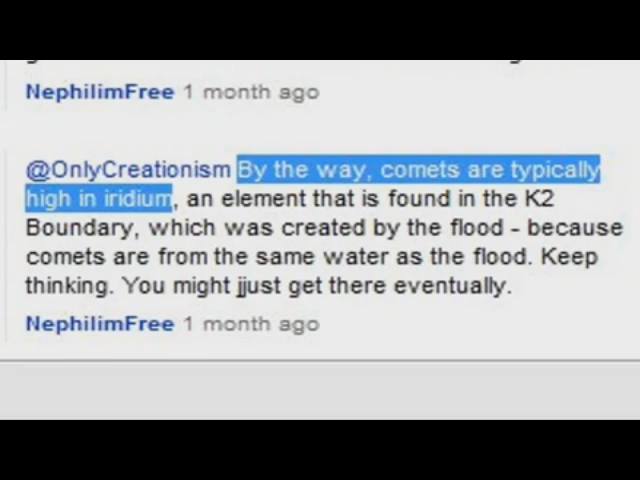 NephilimFree 1 month ago
@OnlyCreationism By the way, comets are typically
high in iridium, an element that is found in the K2
Boundary, which was created by the flood - because
comets are from the same water as the flood. Keep
thinking. You might jjust get there eventually.
NephilimFree 1 month ago